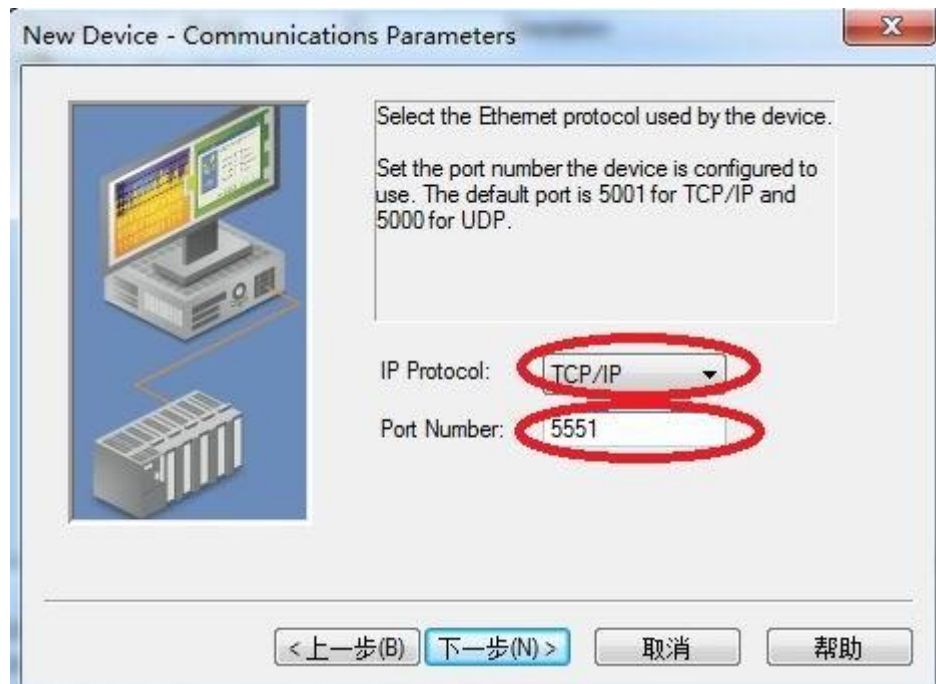 New Device - Communications Parameters
Select the Ethernet protocol used by the device.
Set the port number the device is configured to
use. The default port is 5001 for TCP/IP and
5000 for UDP.
IP Protocol: TCP/IP
Port Number: 5551
<上一步(B) 下一步(N)> 取消 帮助